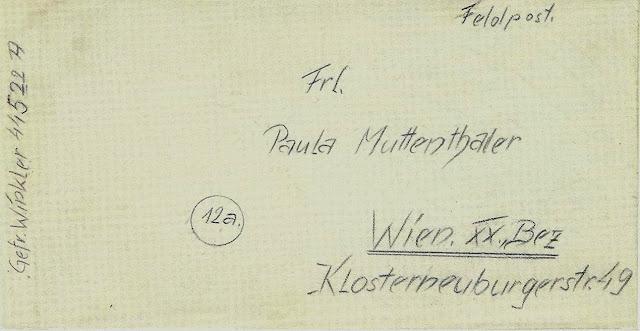 Feldpost.
Frl.
Paula Muttenthaler
12a.
Wien. XX., Bez
Klosterneuburgerstr. 49
Gefr. Winkler 41522 A